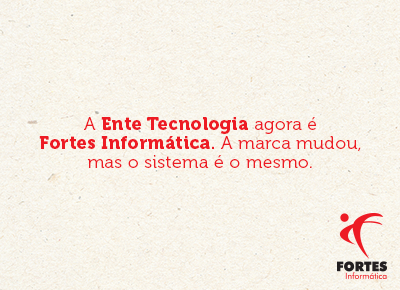 A Ente Tecnologia agora é
Fortes Informática. A marca mudou,
mas o sistema é o mesmo.
FORTES
Informática